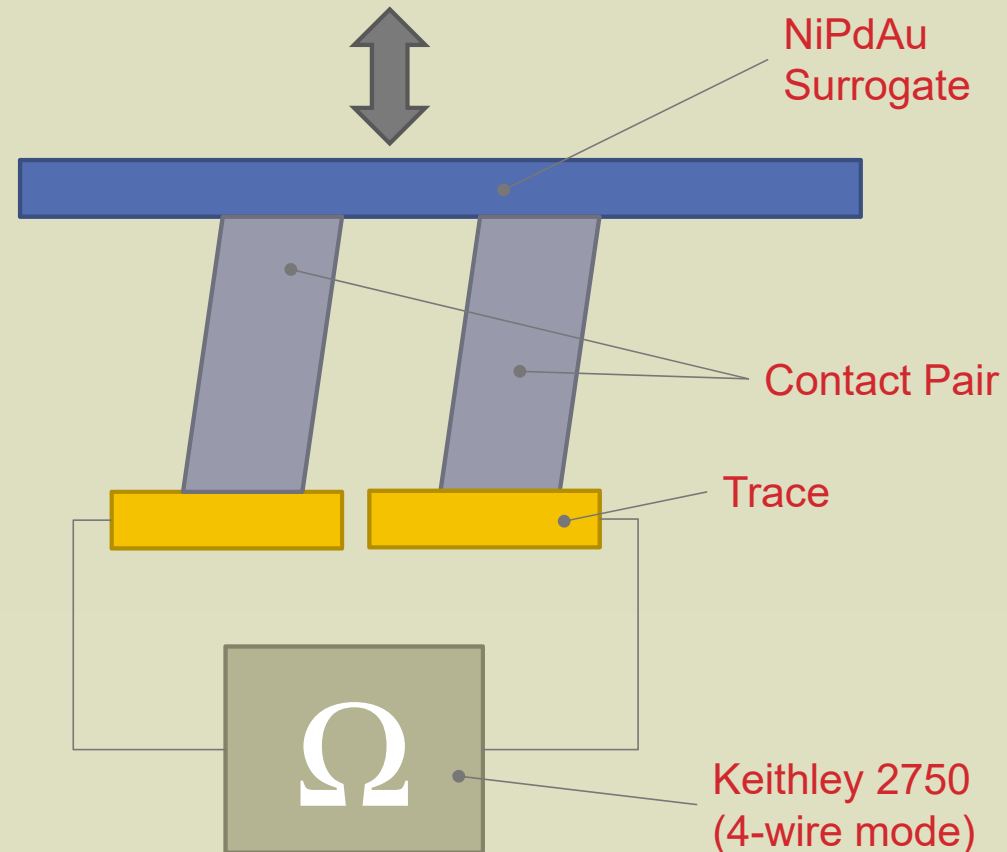 NiPdAu
Surrogate
Contact Pair
Trace
Ω
Keithley 2750
(4-wire mode)